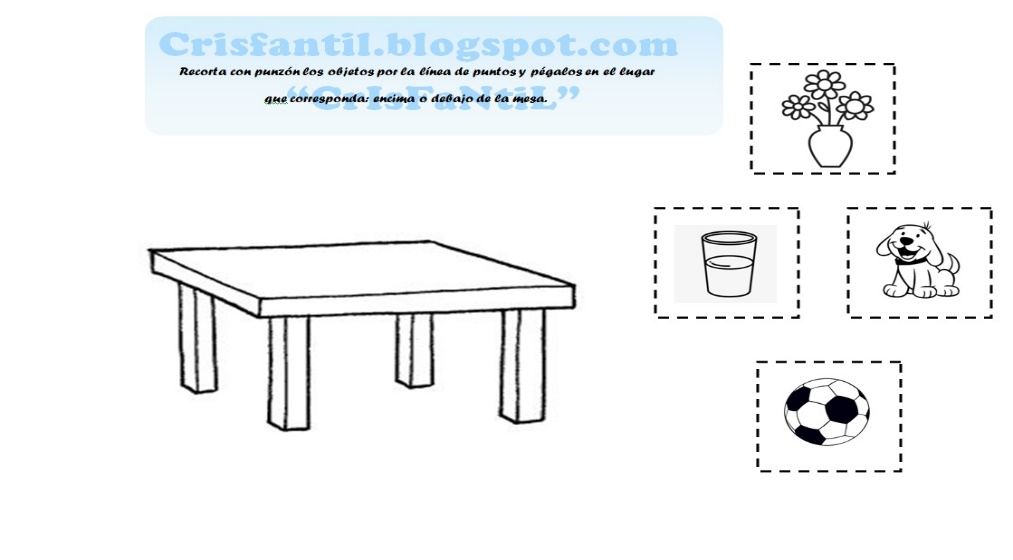 Crisfantil.blogspot.com
Recorta con punzón los objetos por la línea de puntos y pégalos en el lugar
que corresponda: encima o debajo de la mesa.
“CrIsFaNtiL”